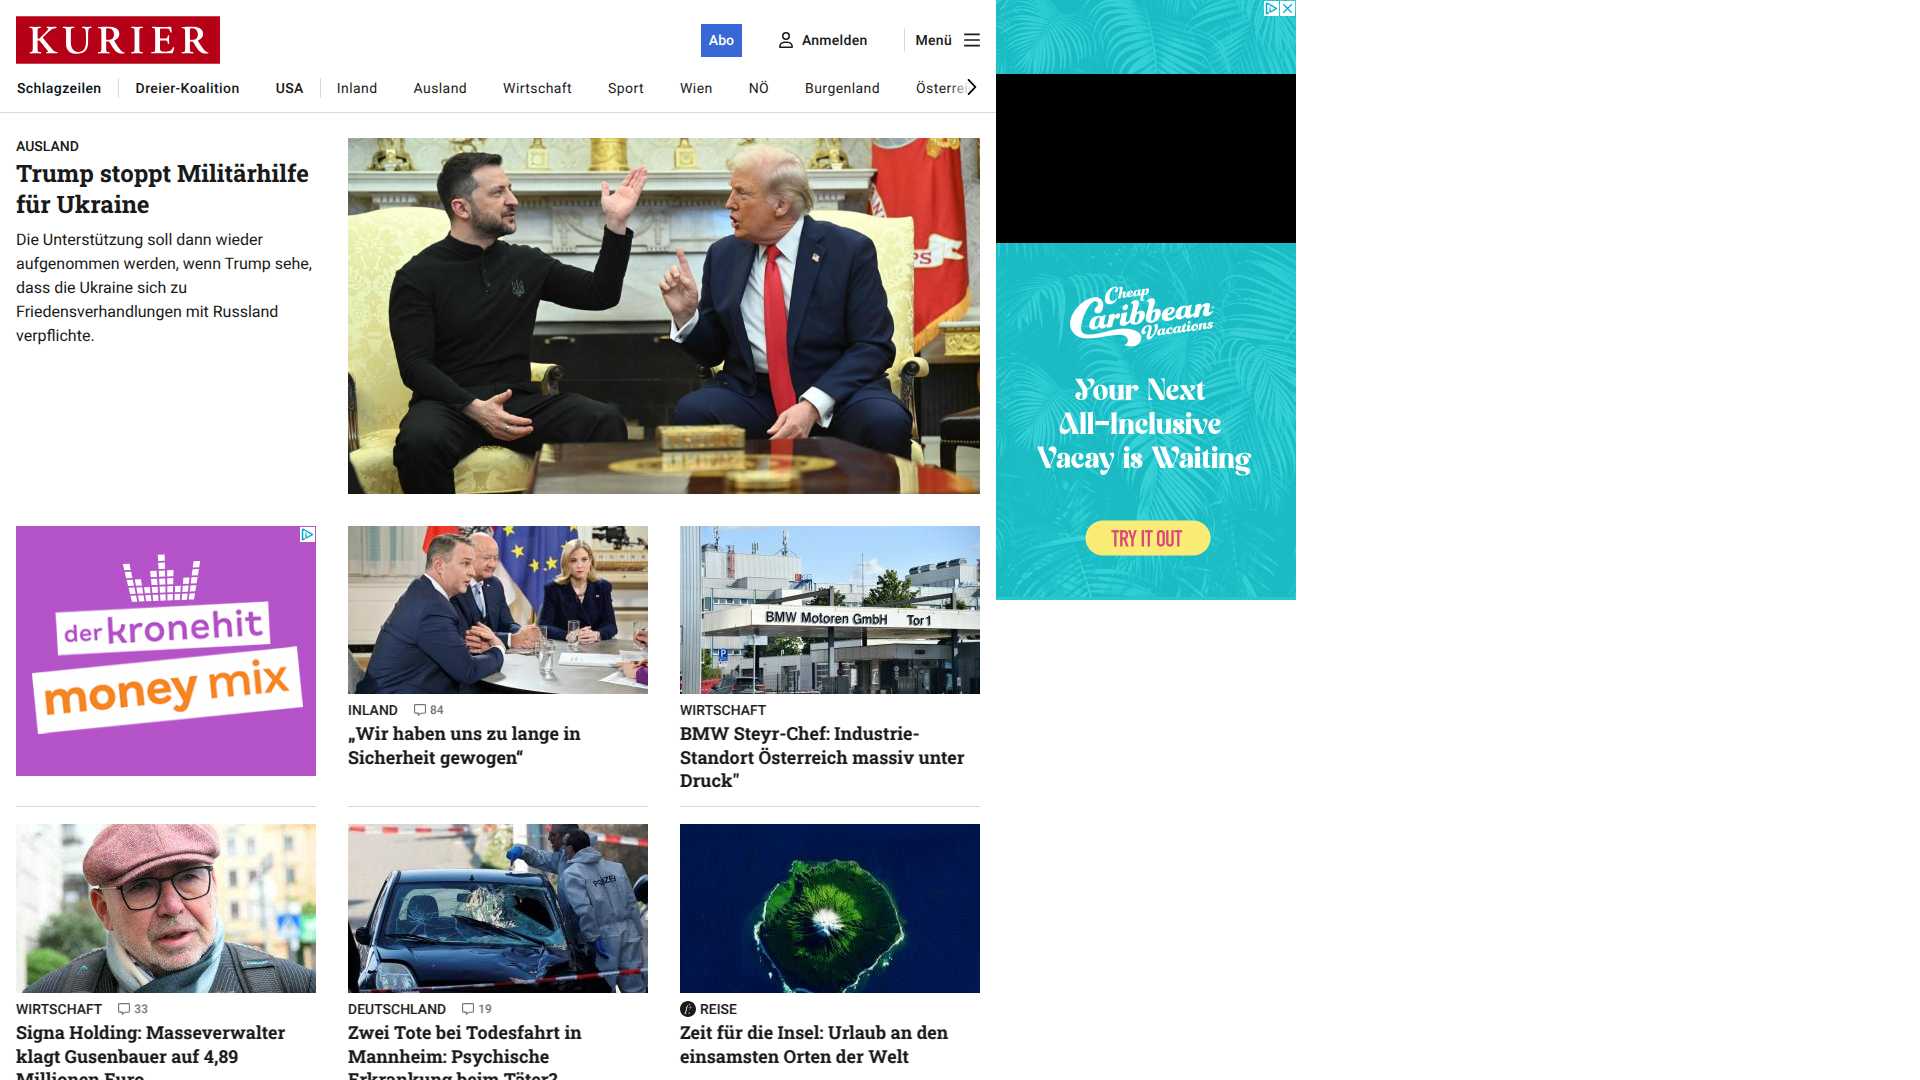 KURIER
Abo
Anmelden
Menü
Schlagzeilen
Dreier-Koalition
USA
Inland
Ausland
Wirtschaft
Sport
Wien
NÖ
Burgenland
Österre
AUSLAND
Trump stoppt Militärhilfe
für Ukraine
Die Unterstützung soll dann wieder
aufgenommen werden, wenn Trump sehe,
dass die Ukraine sich zu
Friedensverhandlungen mit Russland
verpflichte.
Cheap
Caribbean
Vacations
Your Next
All-Inclusive
Vacay is Waiting
TRY IT OUT
der kronehit
money mix
BMW Motoren GmbH Tor 1
P
INLAND 84
„Wir haben uns zu lange in
Sicherheit gewogen“
WIRTSCHAFT
BMW Steyr-Chef: Industrie-
Standort Österreich massiv unter
Druck"
POLIZEI
WIRTSCHAFT 33
Signa Holding: Masseverwalter
klagt Gusenbauer auf 4,89
Millionen Euro
DEUTSCHLAND 19
Zwei Tote bei Todesfahrt in
Mannheim: Psychische
Erkrankung beim Täter?
REISE
Zeit für die Insel: Urlaub an den
einsamsten Orten der Welt